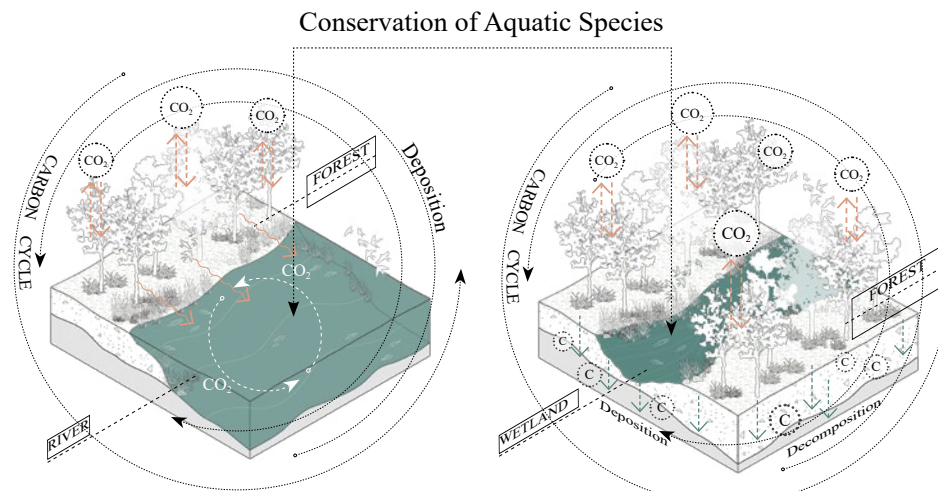 Conservation of Aquatic Species
CO₂
CO₂
CO₂
CARBON
CYCLE
FOREST
Deposition
CO₂
CO₂
RIVER
CO₂
CO₂
CO₂
CO₂
CARBON
CYCLE
CO₂
FOREST
C
C
C
C
C
C
WETLAND
Deposition
Decomposition